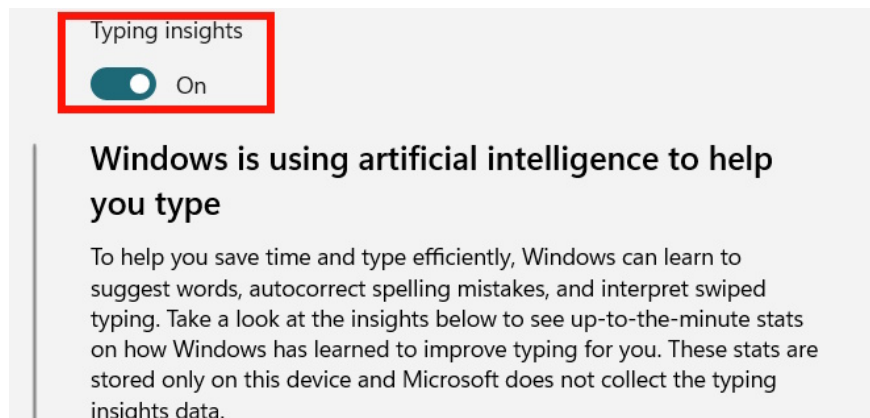 Typing insights
On
Windows is using artificial intelligence to help
you type
To help you save time and type efficiently, Windows can learn to
suggest words, autocorrect spelling mistakes, and interpret swiped
typing. Take a look at the insights below to see up-to-the-minute stats
on how Windows has learned to improve typing for you. These stats are
stored only on this device and Microsoft does not collect the typing
insights data.